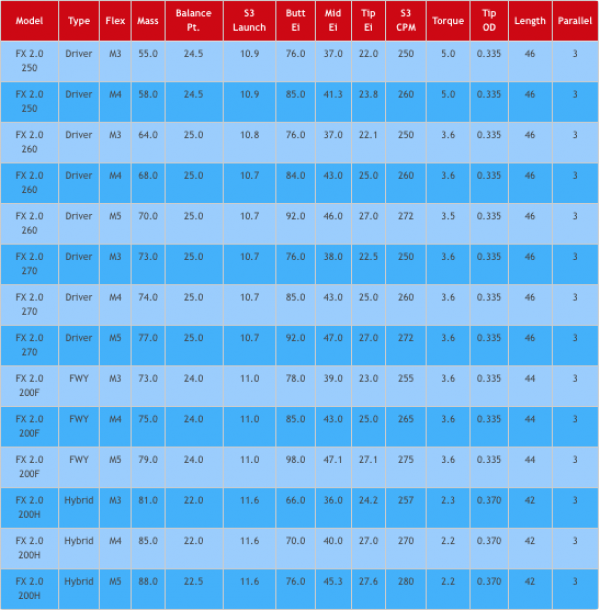 Model Type Flex Mass Balance Pt. S3 Launch Butt Ei Mid Ei Tip Ei S3 CPM Torque Tip OD Length Parallel
FX 2.0 250 Driver M3 55.0 24.5 10.9 76.0 37.0 22.0 250 5.0 0.335 46 3
FX 2.0 250 Driver M4 58.0 24.5 10.9 85.0 41.3 23.8 260 5.0 0.335 46 3
FX 2.0 260 Driver M3 64.0 25.0 10.8 76.0 37.0 22.1 250 3.6 0.335 46 3
FX 2.0 260 Driver M4 68.0 25.0 10.7 84.0 43.0 25.0 260 3.6 0.335 46 3
FX 2.0 260 Driver M5 70.0 25.0 10.7 92.0 46.0 27.0 272 3.5 0.335 46 3
FX 2.0 270 Driver M3 73.0 25.0 10.7 76.0 38.0 22.5 250 3.6 0.335 46 3
FX 2.0 270 Driver M4 74.0 25.0 10.7 85.0 43.0 25.0 260 3.6 0.335 46 3
FX 2.0 270 Driver M5 77.0 25.0 10.7 92.0 47.0 27.0 272 3.6 0.335 46 3
FX 2.0 200F FWY M3 73.0 24.0 11.0 78.0 39.0 23.0 255 3.6 0.335 44 3
FX 2.0 200F FWY M4 75.0 24.0 11.0 85.0 43.0 25.0 265 3.6 0.335 44 3
FX 2.0 200F FWY M5 79.0 24.0 11.0 98.0 47.1 27.1 275 3.6 0.335 44 3
FX 2.0 200H Hybrid M3 81.0 22.0 11.6 66.0 36.0 24.2 257 2.3 0.370 42 3
FX 2.0 200H Hybrid M4 85.0 22.0 11.6 70.0 40.0 27.0 270 2.2 0.370 42 3
FX 2.0 200H Hybrid M5 88.0 22.5 11.6 76.0 45.3 27.6 280 2.2 0.370 42 3